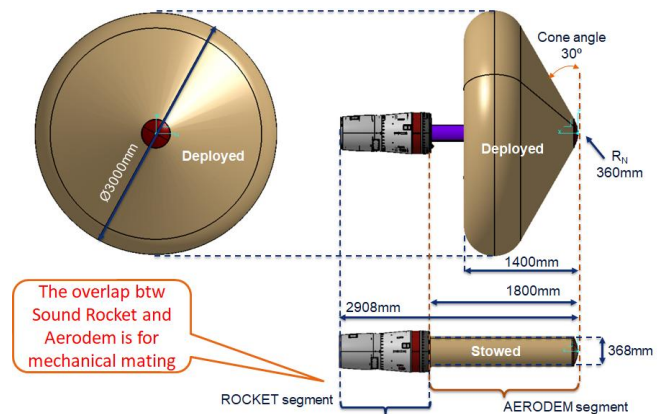 Cone angle
30º
Deployed
Ø3000mm
Deployed
R_N
360mm
1400mm
1800mm
2908mm
The overlap btw
Sound Rocket and
Aerodem is for
mechanical mating
Stowed
368mm
ROCKET segment
AERODEM segment